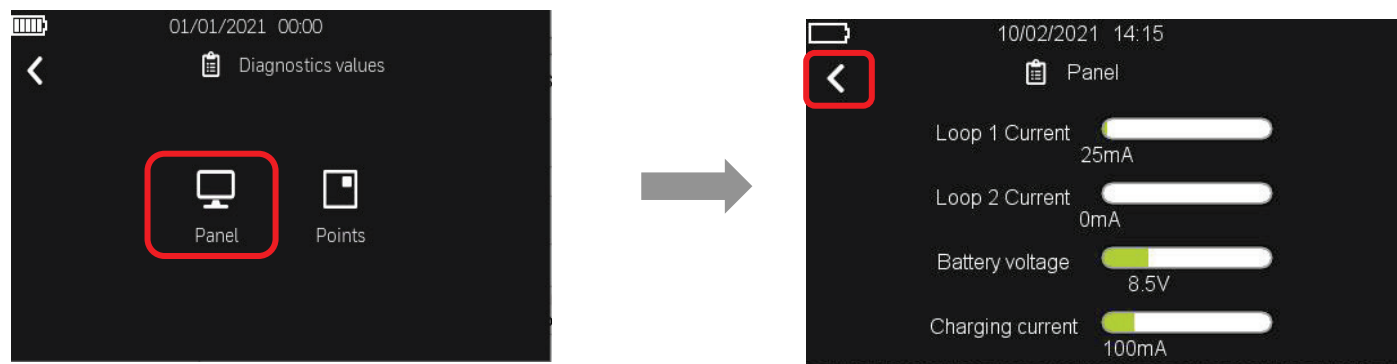 01/01/2021 00:00
Diagnostics values
Panel
Points
10/02/2021 14:15
Panel
Loop 1 Current
25mA
Loop 2 Current
0mA
Battery voltage
8.5V
Charging current
100mA